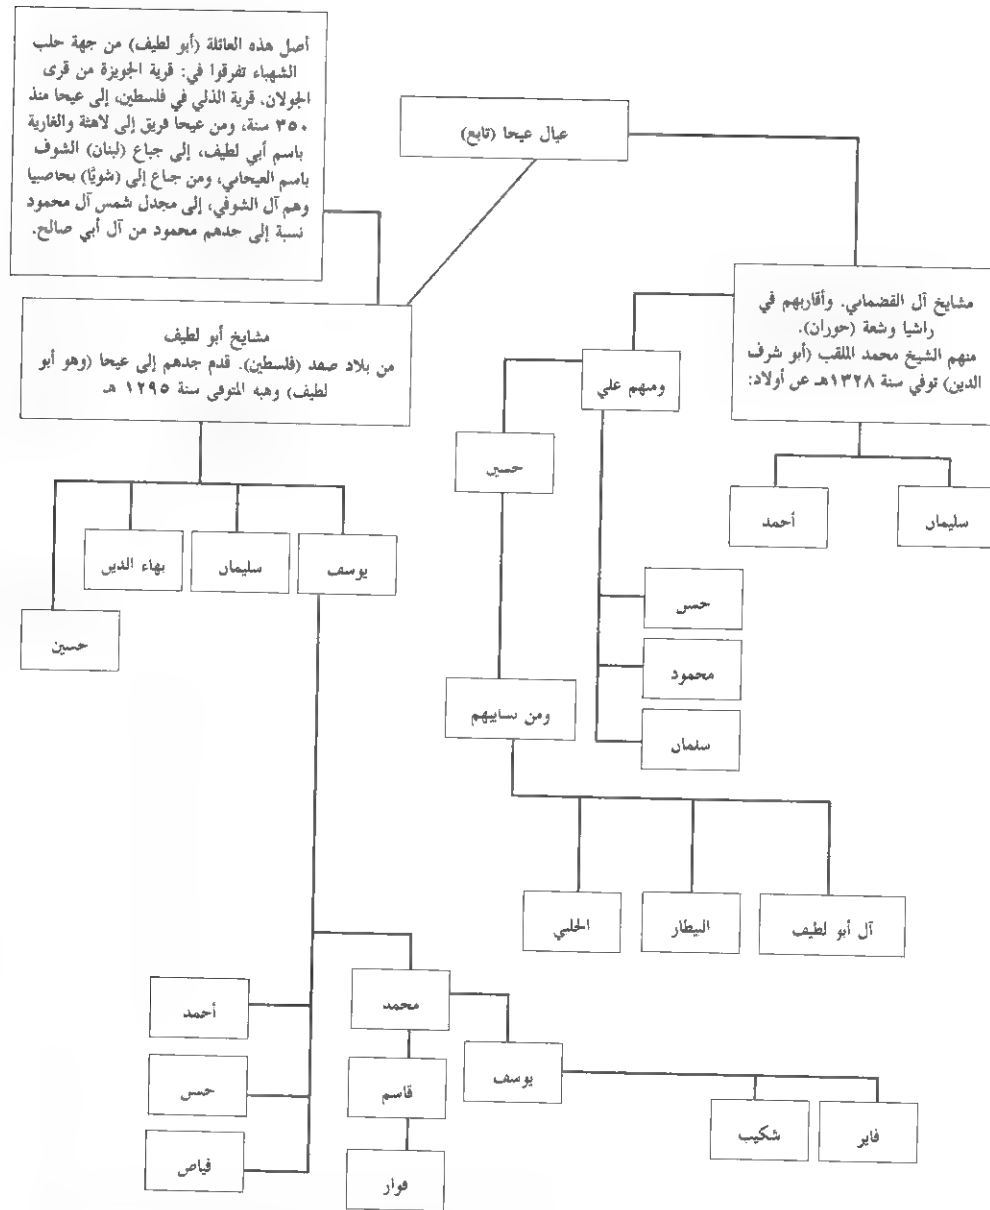 أصل هذه العائلة (أبو لطيف) من جهة حلب
الشهباء تفرقوا في: قرية الجويزة من قرى
الجولان، قرية الذلي في فلسطين، إلى عيحا منذ
٣٥٠ سنة، ومن عيحا فريق إلى لاهثة والغارية
باسم أبي لطيف، إلى جباع (لبنان) الشوف
باسم العيحاني، ومن جباع إلى (شويّا) بحاصبيا
وهم آل الشوفي، إلى مجدل شمس آل محمود
نسبة إلى جدهم محمود من آل أبي صالح.
عيال عيحا (تابع)
مشايخ آل القضماني. وأقاربهم في
راشيا وشعة (حوران).
منهم الشيخ محمد الملقب (أبو شرف
الدين) توفي سنة ١٣٢٨هـ عن أولاد:
مشايخ أبو لطيف
من بلاد صفد (فلسطين). قدم جدهم إلى عيحا (وهو أبو
لطيف) وهبه المتوفى سنة ١٢٩٥ هـ
ومنهم علي
حسين
سليمان
أحمد
يوسف
سليمان
بهاء الدين
حسين
حسن
محمود
سلمان
ومن نسايبهم
آل أبو لطيف
البيطار
الحلبي
محمد
أحمد
يوسف
قاسم
حسن
فايز
شكيب
فياض
فواز